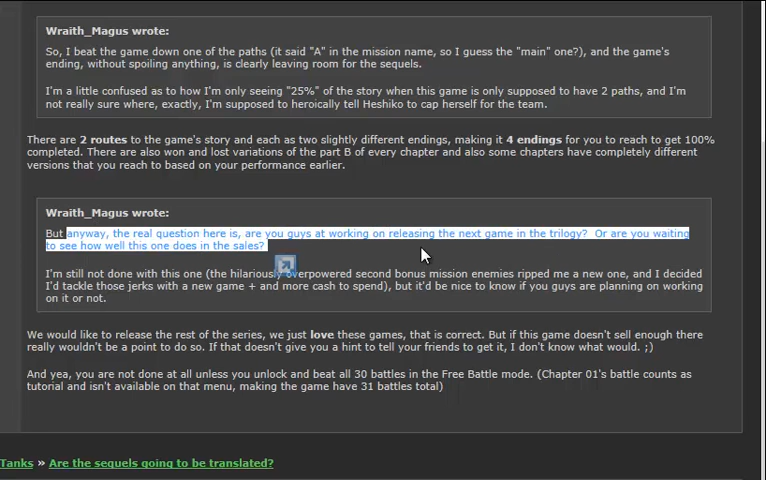 Wraith_Magus wrote:
So, I beat the game down one of the paths (it said "A" in the mission name, so I guess the "main" one?), and the game's
ending, without spoiling anything, is clearly leaving room for the sequels.
I'm a little confused as to how I'm only seeing "25%" of the story when this game is only supposed to have 2 paths, and I'm
not really sure where, exactly, I'm supposed to heroically tell Heshiko to cap herself for the team.
There are 2 routes to the game's story and each as two slightly different endings, making it 4 endings for you to reach to get 100%
completed. There are also won and lost variations of the part B of every chapter and also some chapters have completely different
versions that you reach to based on your performance earlier.
Wraith_Magus wrote:
But anyway, the real question here is, are you guys at working on releasing the next game in the trilogy? Or are you waiting
to see how well this one does in the sales?
I'm still not done with this one (the hilariously overpowered second bonus mission enemies ripped me a new one, and I decided
I'd tackle those jerks with a new game + and more cash to spend), but it'd be nice to know if you guys are planning on working
on it or not.
We would like to release the rest of the series, we just love these games, that is correct. But if this game doesn't sell enough there
really wouldn't be a point to do so. If that doesn't give you a hint to tell your friends to get it, I don't know what would. ;)
And yea, you are not done at all unless you unlock and beat all 30 battles in the Free Battle mode. (Chapter 01's battle counts as
tutorial and isn't available on that menu, making the game have 31 battles total)
Tanks » Are the sequels going to be translated?